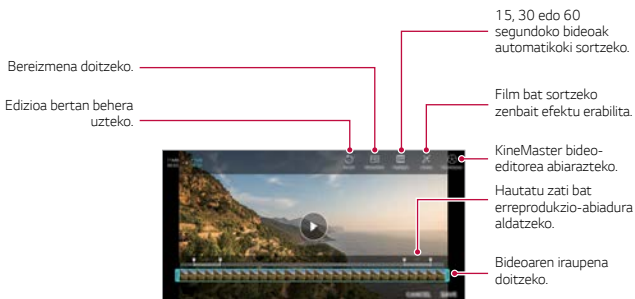 15, 30 edo 60
segundoko bideoak
automatikoki sortzeko.
Bereizmena doitzeko.
Edizioa bertan behera
uzteko.
Film bat sortzeko
zenbait efektu erabilita.
KineMaster bideo-
editorea abiarazteko.
Hautatu zati bat
erreprodukzio-abiadura
aldatzeko.
Bideoaren iraupena
doitzeko.
CANCEL SAVE